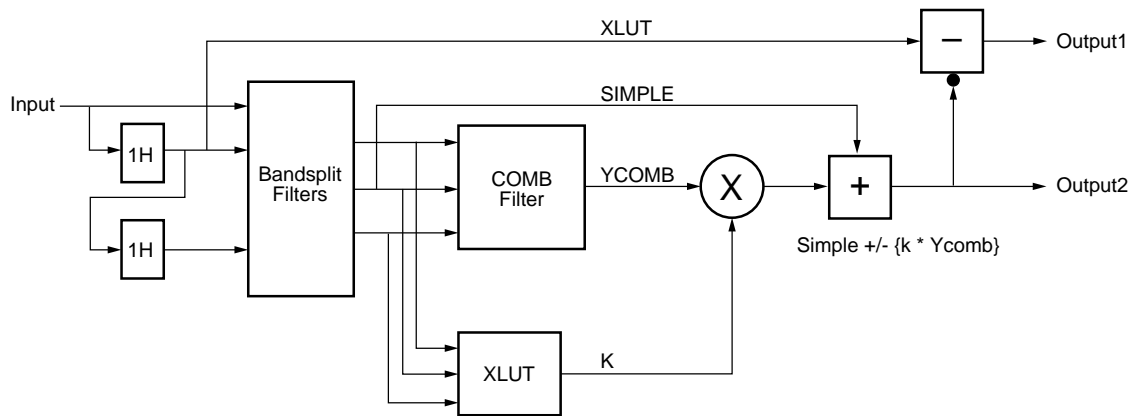 XLUT
−
Output1
Input
SIMPLE
1H
Bandsplit
Filters
COMB
Filter
YCOMB
X
+
Output2
1H
Simple +/- {k * Ycomb}
XLUT
K